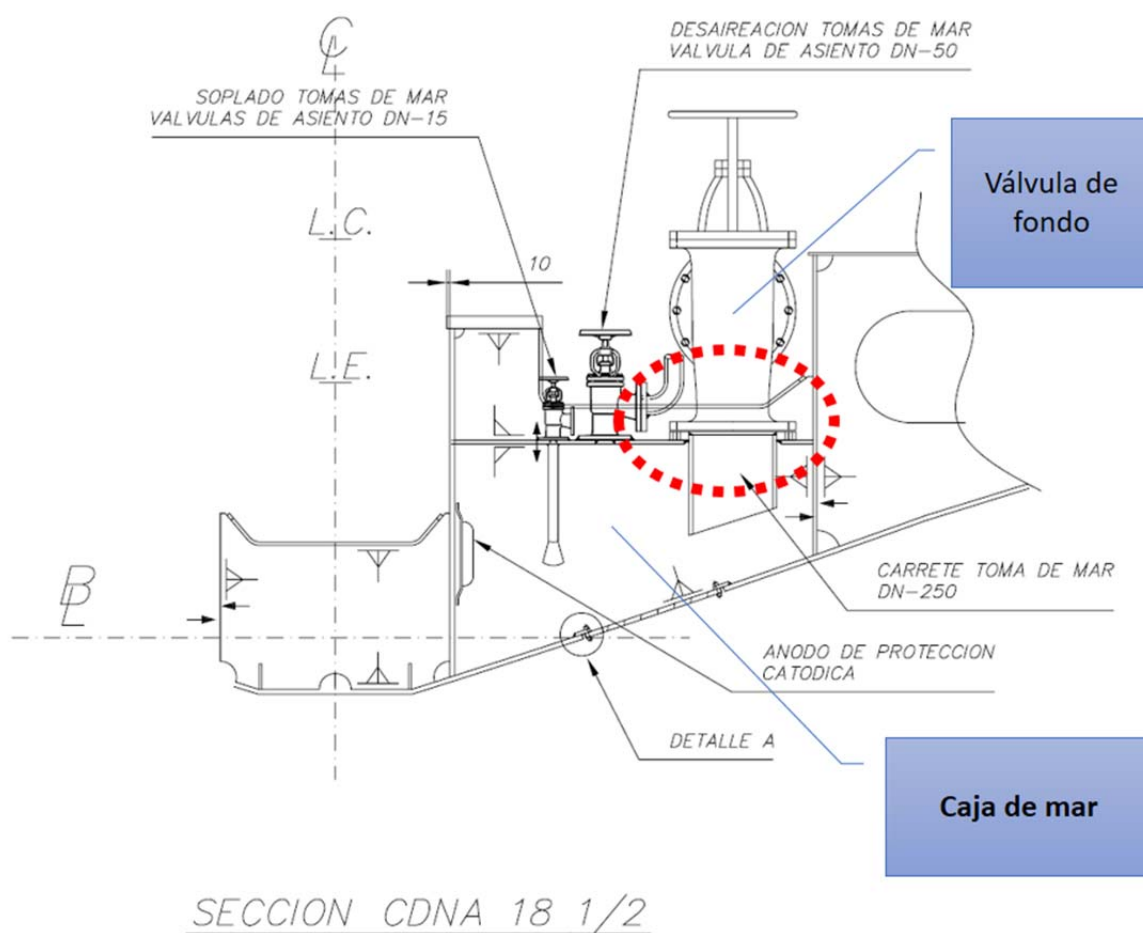 DESAIREACION TOMAS DE MAR
VALVULA DE ASIENTO DN-50
CL
SOPLADO TOMAS DE MAR
VALVULAS DE ASIENTO DN-15
Válvula de
fondo
L.C.
10
L.E.
BL
CARRETE TOMA DE MAR
DN-250
ANODO DE PROTECCION
CATODICA
DETALLE A
Caja de mar
SECCION CDNA 18 1/2